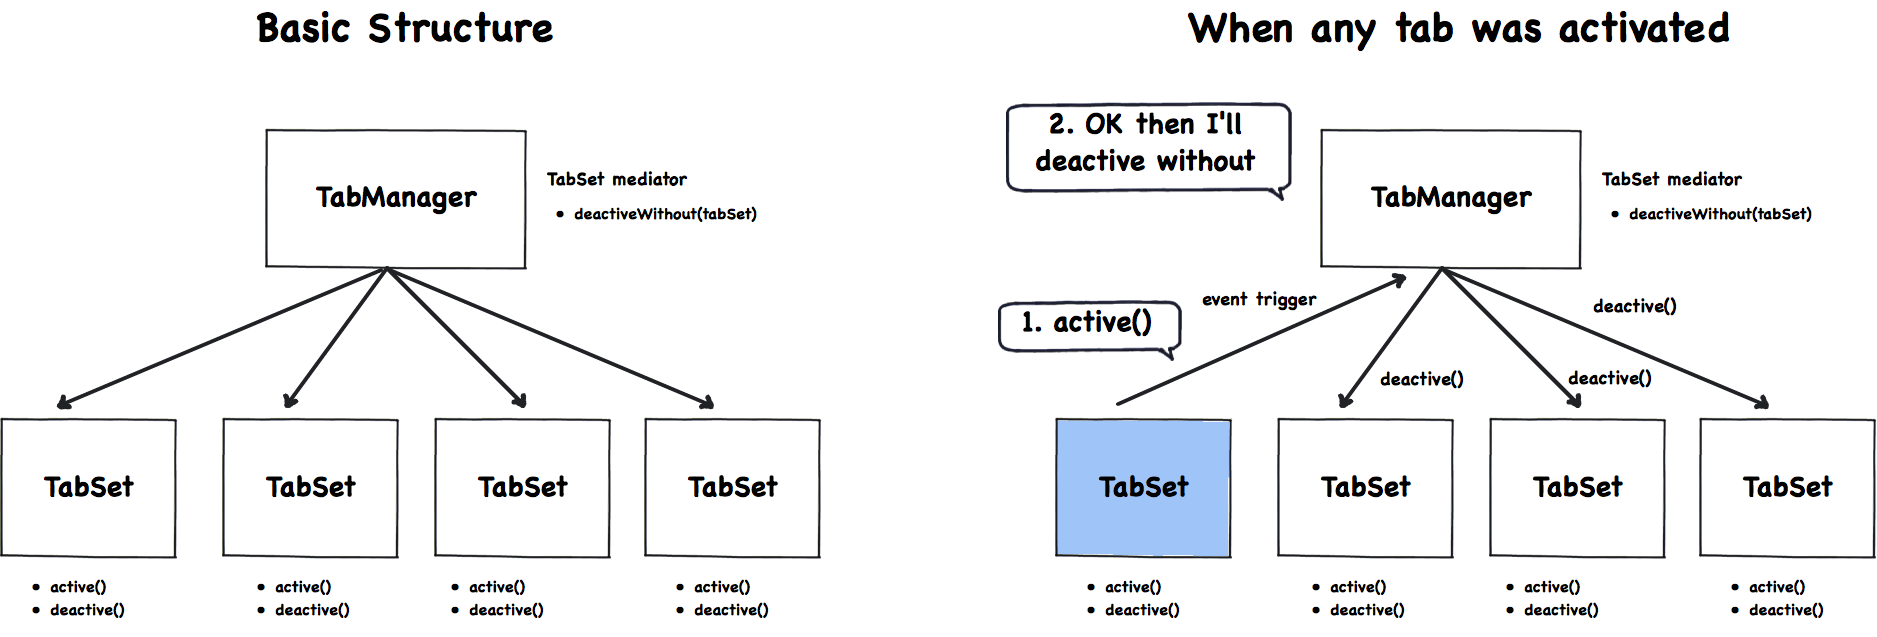 Basic Structure
TabManager
TabSet mediator
• deactiveWithout(tabSet)
TabSet
TabSet
TabSet
TabSet
• active()
• deactive()
• active()
• deactive()
• active()
• deactive()
• active()
• deactive()
When any tab was activated
2. OK then I'll
deactive without
TabManager
TabSet mediator
• deactiveWithout(tabSet)
1. active()
event trigger
deactive()
deactive()
deactive()
TabSet
TabSet
TabSet
TabSet
• active()
• deactive()
• active()
• deactive()
• active()
• deactive()
• active()
• deactive()